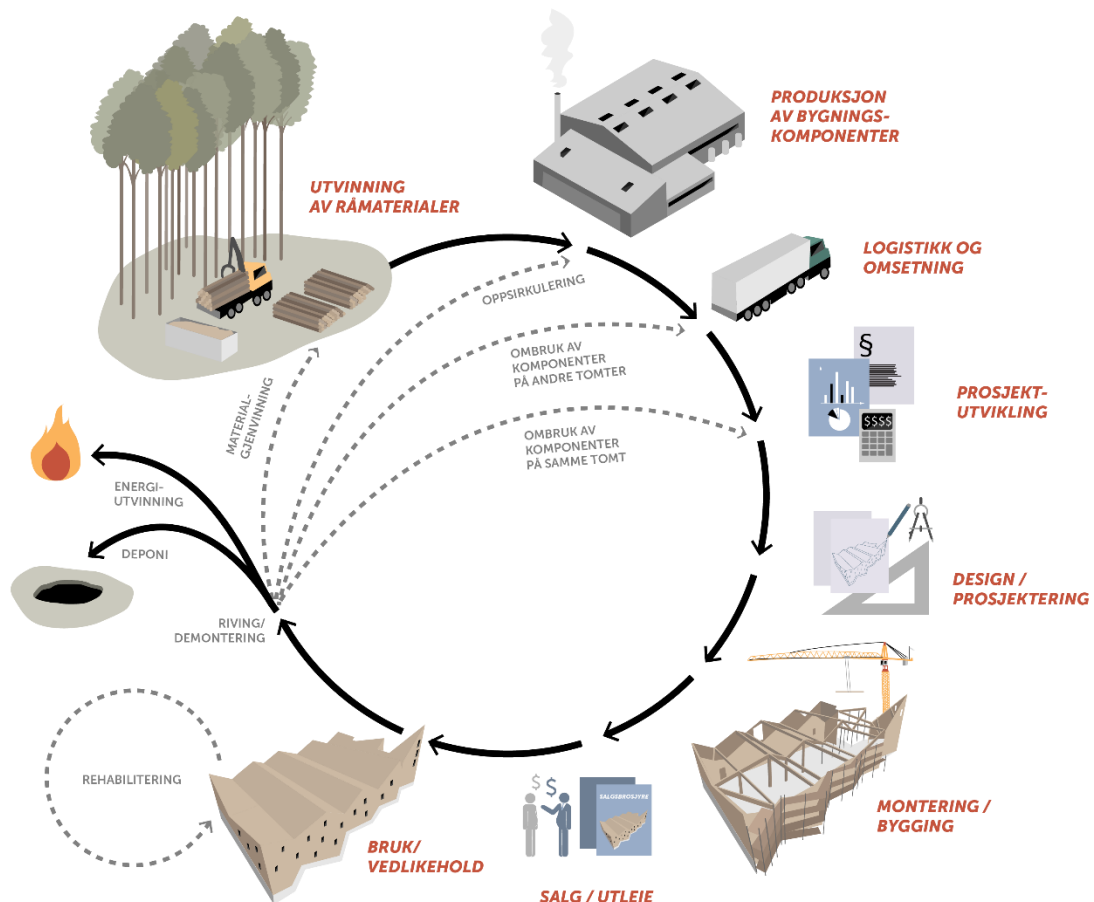 PRODUKSJON
AV BYGNINGS-
KOMPONENTER
UTVINNING
AV RÅMATERIALER
LOGISTIKK OG
OMSETNING
OPPSIRKULERING
OMBRUK AV
KOMPONENTER
PÅ ANDRE TOMTER
§
PROSJEKT-
UTVIKLING
$$$$
MATERIAL-
GJENVINNING
OMBRUK AV
KOMPONENTER
PÅ SAMME TOMT
ENERGI-
UTVINNING
DEPONI
DESIGN /
PROSJEKTERING
RIVING/
DEMONTERING
REHABILITERING
BRUK/
VEDLIKEHOLD
$ $
SALGSBROSJYRE
SALG / UTLEIE
MONTERING /
BYGGING